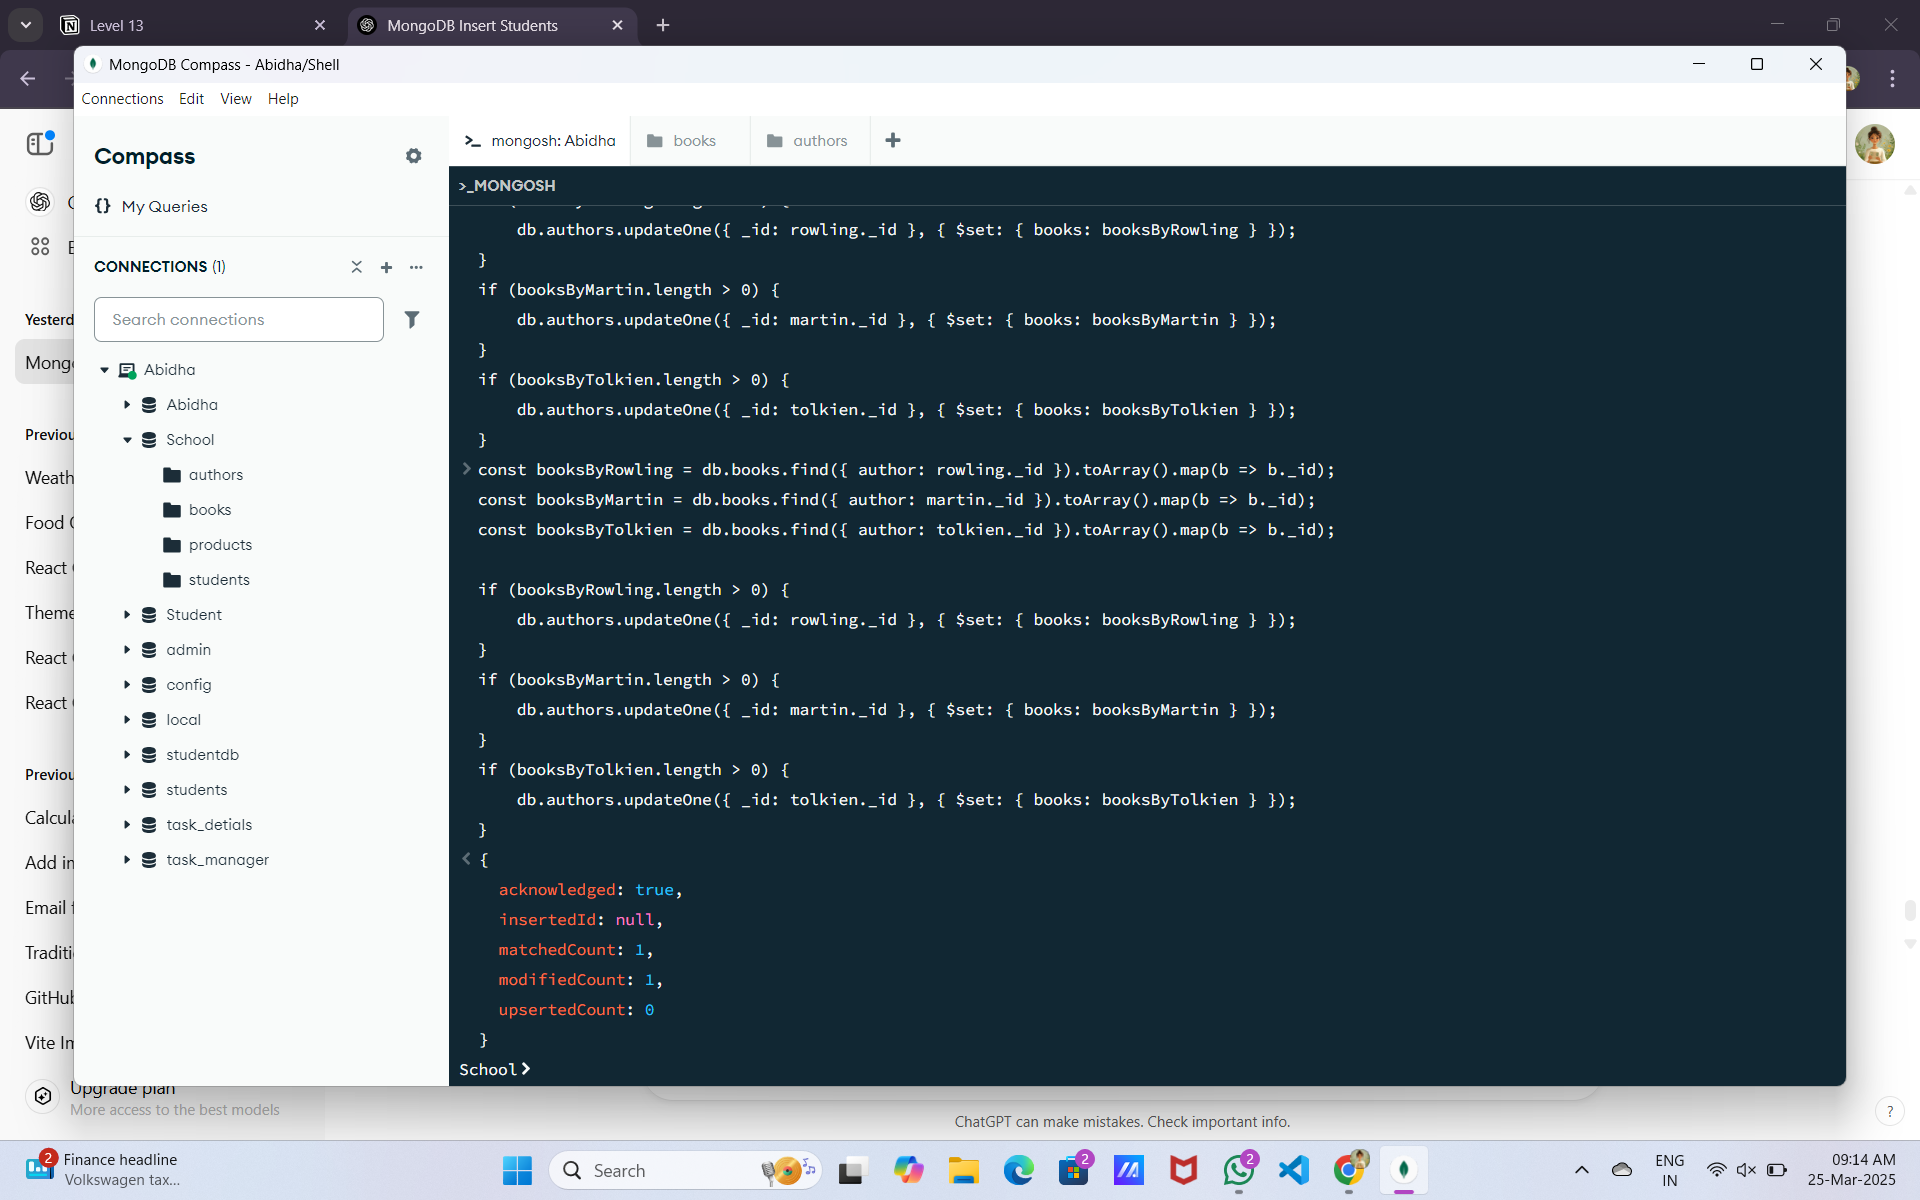 Level 13
MongoDB Insert Students
MongoDB Compass - Abidha/Shell
Connections Edit View Help
Compass
My Queries
CONNECTIONS (1)
Search connections
Abidha
Abidha
School
authors
books
products
students
Student
admin
config
local
studentdb
students
task_detials
task_manager
mongosh: Abidha
books
authors
>_MONGOSH
db.authors.updateOne({ _id: rowling._id }, { $set: { books: booksByRowling } });
}
if (booksByMartin.length > 0) {
db.authors.updateOne({ _id: martin._id }, { $set: { books: booksByMartin } });
}
if (booksByTolkien.length > 0) {
db.authors.updateOne({ _id: tolkien._id }, { $set: { books: booksByTolkien } });
}
const booksByRowling = db.books.find({ author: rowling._id }).toArray().map(b => b._id);
const booksByMartin = db.books.find({ author: martin._id }).toArray().map(b => b._id);
const booksByTolkien = db.books.find({ author: tolkien._id }).toArray().map(b => b._id);
if (booksByRowling.length > 0) {
db.authors.updateOne({ _id: rowling._id }, { $set: { books: booksByRowling } });
}
if (booksByMartin.length > 0) {
db.authors.updateOne({ _id: martin._id }, { $set: { books: booksByMartin } });
}
if (booksByTolkien.length > 0) {
db.authors.updateOne({ _id: tolkien._id }, { $set: { books: booksByTolkien } });
}
{
acknowledged: true,
insertedId: null,
matchedCount: 1,
modifiedCount: 1,
upsertedCount: 0
}
School>
Yesterd
Mong
Previou
Weath
Food
React
Theme
React
React
Previou
Calcula
Add in
Email
Traditi
GitHub
Vite Im
Upgrade plan
More access to the best models
ChatGPT can make mistakes. Check important info.
?
2
Finance headline
Volkswagen tax...
Search
2
2
ENG
IN
09:14 AM
25-Mar-2025